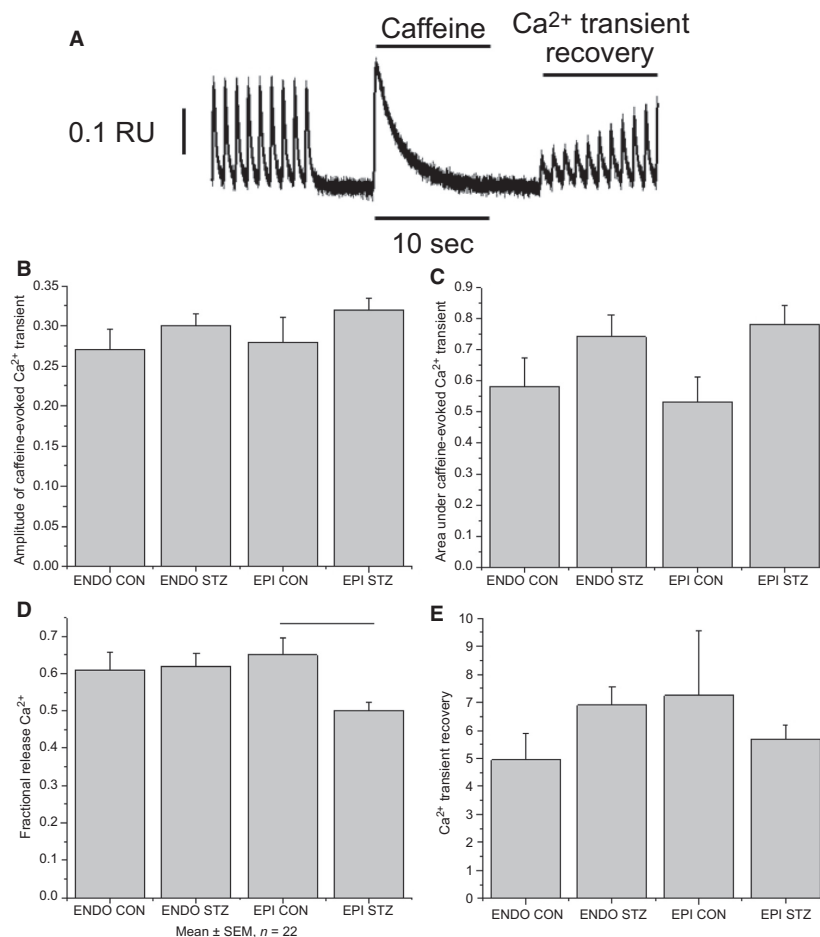 A
Caffeine
Ca²⁺ transient
recovery
0.1 RU
10 sec
B
Amplitude of caffeine-evoked Ca²⁺ transient
0.35
0.30
0.25
0.20
0.15
0.10
0.05
0.00
ENDO CON ENDO STZ EPI CON EPI STZ
C
Area under caffeine-evoked Ca²⁺ transient
0.9
0.8
0.7
0.6
0.5
0.4
0.3
0.2
0.1
0.0
ENDO CON ENDO STZ EPI CON EPI STZ
D
Fractional release Ca²⁺
0.7
0.6
0.5
0.4
0.3
0.2
0.1
0.0
ENDO CON ENDO STZ EPI CON EPI STZ
Mean ± SEM, n = 22
E
Ca²⁺ transient recovery
10
9
8
7
6
5
4
3
2
1
0
ENDO CON ENDO STZ EPI CON EPI STZ